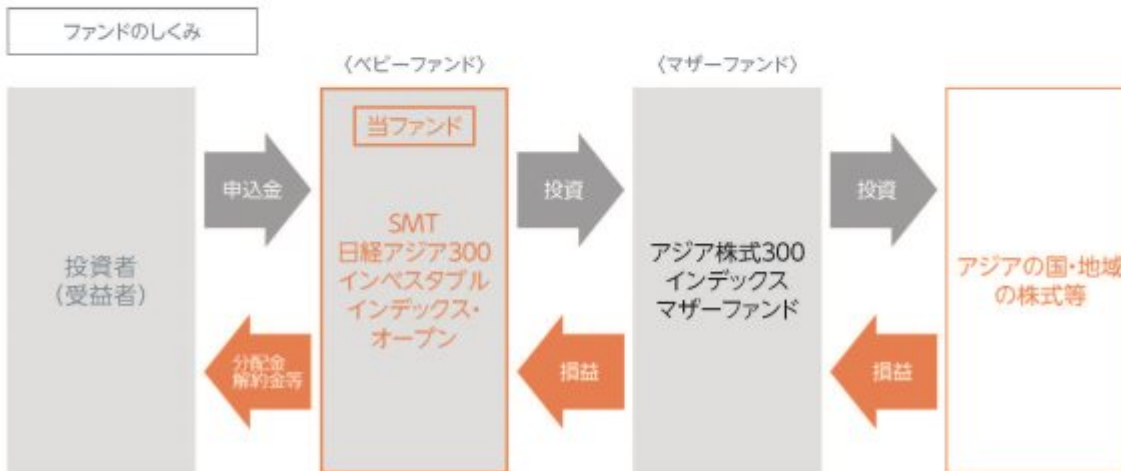 ファンドのしくみ
〈ベビーファンド〉
〈マザーファンド〉
投資者
(受益者)
申込金
分配金
解約金等
当ファンド
SMT
日経アジア300
インベスタブル
インデックス・
オープン
投資
損益
アジア株式300
インデックス
マザーファンド
投資
損益
アジアの国・地域
の株式等